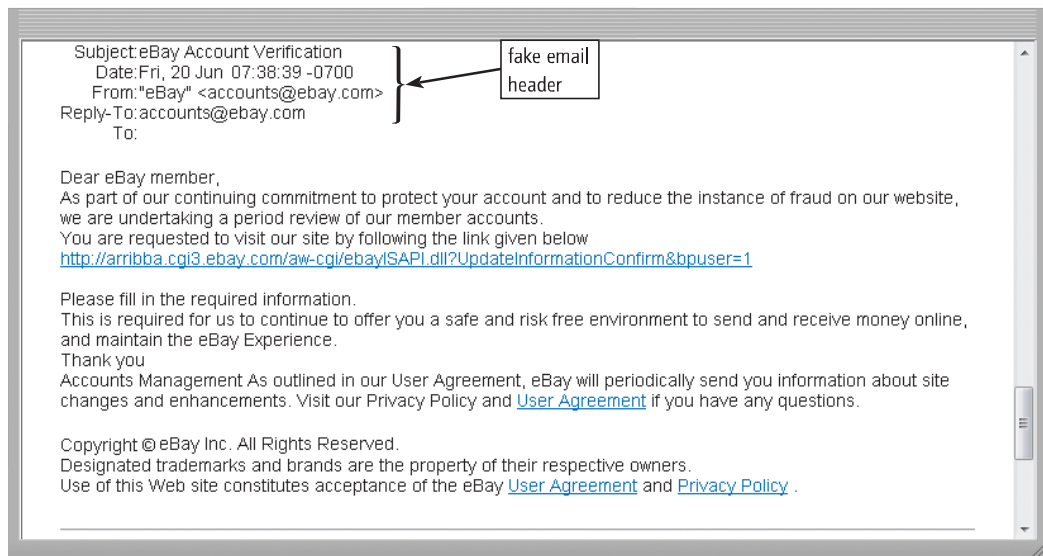 Subject:eBay Account Verification
Date:Fri, 20 Jun 07:38:39 -0700
From:"eBay" <accounts@ebay.com>
Reply-To:accounts@ebay.com
To:
fake email
header
Dear eBay member,
As part of our continuing commitment to protect your account and to reduce the instance of fraud on our website,
we are undertaking a period review of our member accounts.
You are requested to visit our site by following the link given below
http://arribba.cgi3.ebay.com/aw-cgi/ebayISAPI.dll?UpdateInformationConfirm&bpuser=1
Please fill in the required information.
This is required for us to continue to offer you a safe and risk free environment to send and receive money online,
and maintain the eBay Experience.
Thank you
Accounts Management As outlined in our User Agreement, eBay will periodically send you information about site
changes and enhancements. Visit our Privacy Policy and User Agreement if you have any questions.
Copyright © eBay Inc. All Rights Reserved.
Designated trademarks and brands are the property of their respective owners.
Use of this Web site constitutes acceptance of the eBay User Agreement and Privacy Policy .